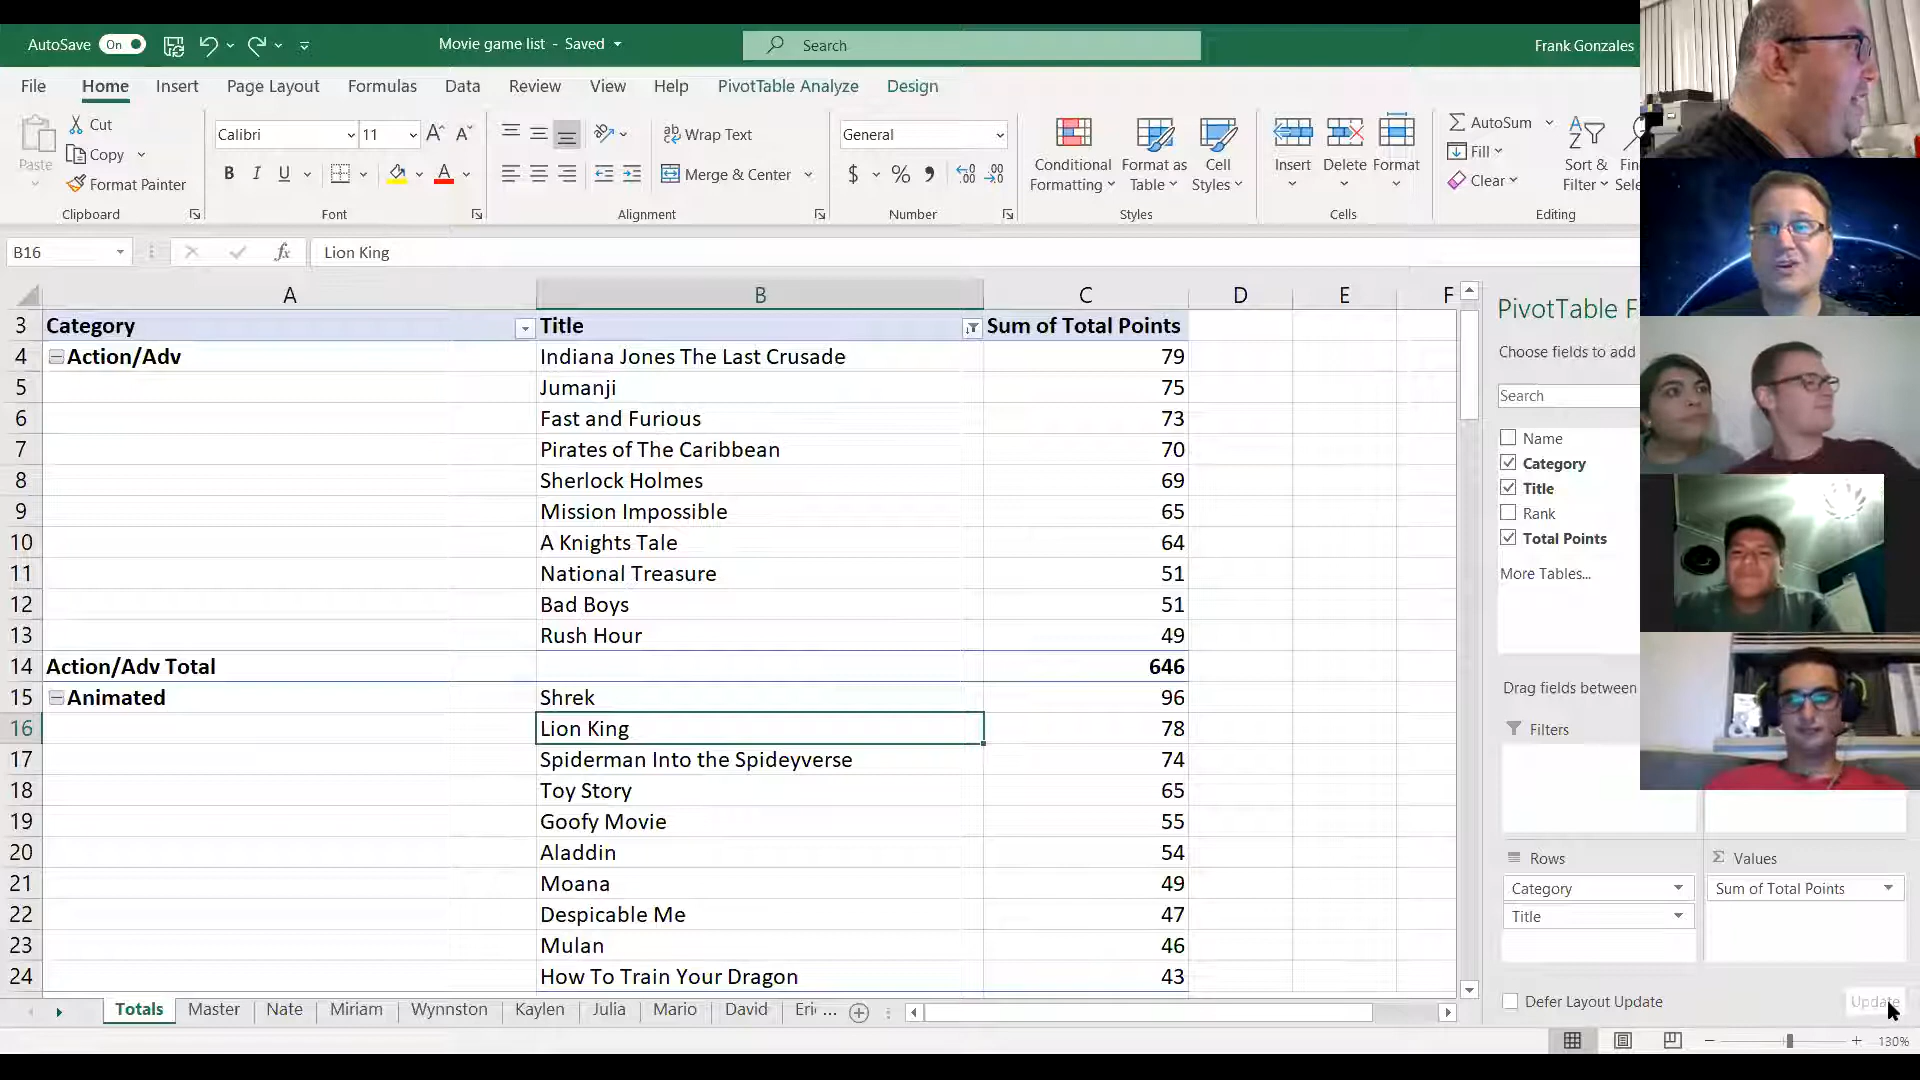 AutoSave On Movie game list - Saved Search Frank Gonzales
File Home Insert Page Layout Formulas Data Review View Help PivotTable Analyze Design
Paste
Cut
Copy
Format Painter
Clipboard
Calibri 11
B I U
Font
Wrap Text
Merge & Center
Alignment
General
$ %
Number
Conditional Formatting
Format as Table
Cell Styles
Styles
Insert Delete Format
Cells
AutoSum
Fill
Clear
Sort & Filter
Editing
B16 fx Lion King
A B C D E F
3 Category Title Sum of Total Points
4 Action/Adv Indiana Jones The Last Crusade 79
5 Jumanji 75
6 Fast and Furious 73
7 Pirates of The Caribbean 70
8 Sherlock Holmes 69
9 Mission Impossible 65
10 A Knights Tale 64
11 National Treasure 51
12 Bad Boys 51
13 Rush Hour 49
14 Action/Adv Total 646
15 Animated Shrek 96
16 Lion King 78
17 Spiderman Into the Spideyverse 74
18 Toy Story 65
19 Goofy Movie 55
20 Aladdin 54
21 Moana 49
22 Despicable Me 47
23 Mulan 46
24 How To Train Your Dragon 43
Totals Master Nate Miriam Wynnston Kaylen Julia Mario David Eri ...
PivotTable F
Choose fields to add
Search
Name
Category
Title
Rank
Total Points
More Tables...
Drag fields between
Filters
Rows
Category
Title
Values
Sum of Total Points
Defer Layout Update Update
130%